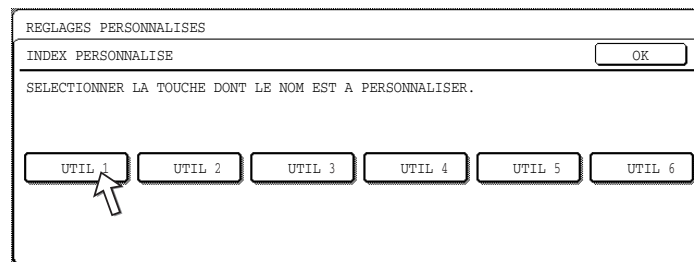 REGLAGES PERSONNALISES
INDEX PERSONNALISE OK
SELECTIONNER LA TOUCHE DONT LE NOM EST A PERSONNALISER.
UTIL 1 UTIL 2 UTIL 3 UTIL 4 UTIL 5 UTIL 6